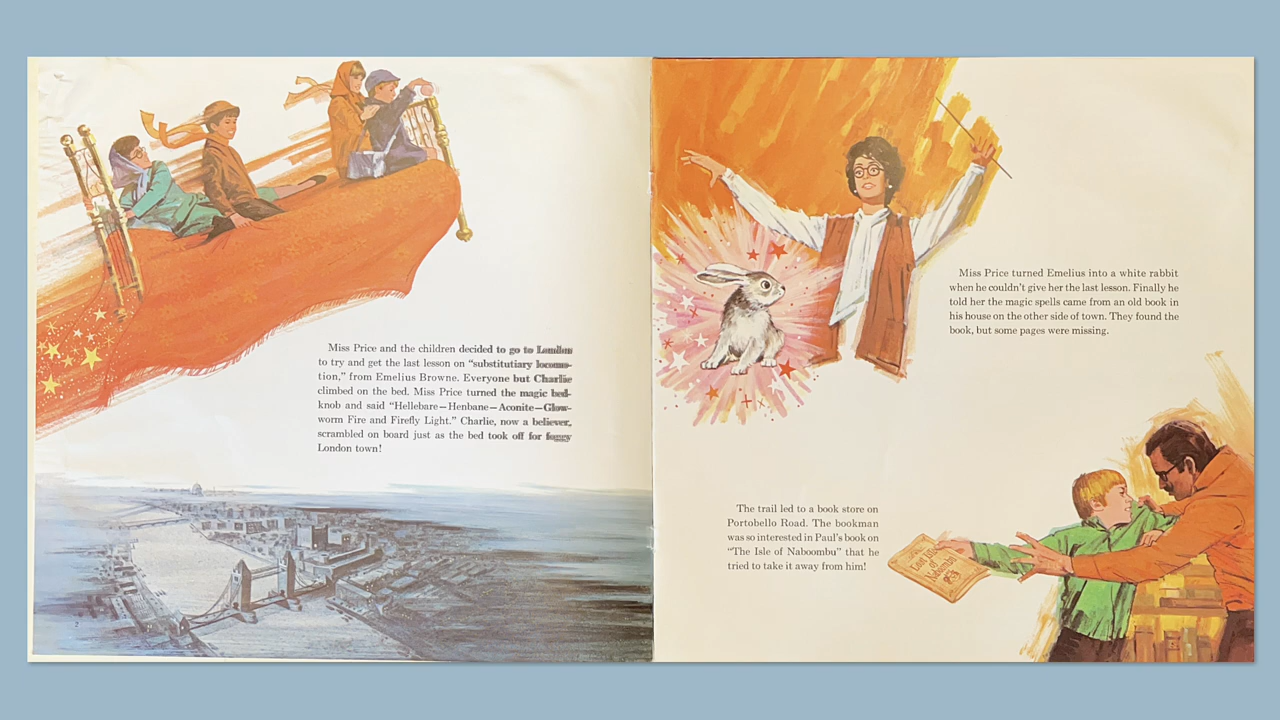 Miss Price and the children decided to go to London
to try and get the last lesson on “substitutiary locomo-
tion,” from Emelius Browne. Everyone but Charlie
climbed on the bed. Miss Price turned the magic bed-
knob and said “Hellebare—Henbane—Aconite—Glow-
worm Fire and Firefly Light.” Charlie, now a believer,
scrambled on board just as the bed took off for foggy
London town!
2
Miss Price turned Emelius into a white rabbit
when he couldn’t give her the last lesson. Finally he
told her the magic spells came from an old book in
his house on the other side of town. They found the
book, but some pages were missing.
The trail led to a book store on
Portobello Road. The bookman
was so interested in Paul’s book on
“The Isle of Naboombu” that he
tried to take it away from him!
Lost Isle
of
Naboombu